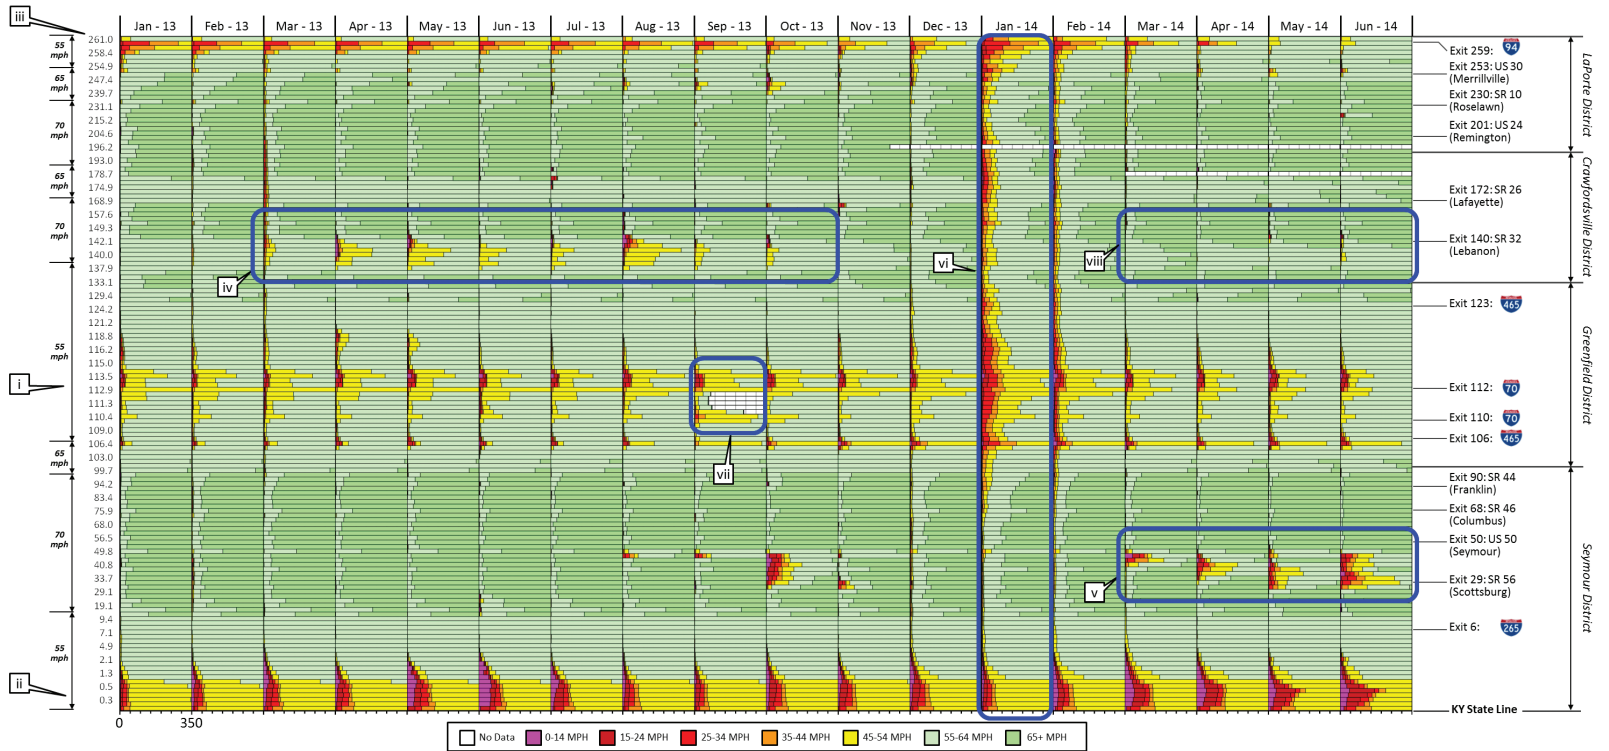 iii
Jan - 13
Feb - 13
Mar - 13
Apr - 13
May - 13
Jun - 13
Jul - 13
Aug - 13
Sep - 13
Oct - 13
Nov - 13
Dec - 13
Jan - 14
Feb - 14
Mar - 14
Apr - 14
May - 14
Jun - 14
55 mph
65 mph
70 mph
65 mph
70 mph
55 mph
65 mph
70 mph
55 mph
261.0
258.4
254.9
247.4
239.7
231.1
215.2
204.6
196.2
193.0
178.7
174.9
168.9
157.6
149.3
142.1
140.0
137.9
133.1
129.4
124.2
121.2
118.8
116.2
115.0
113.5
112.9
111.3
110.4
109.0
106.4
103.0
99.7
94.2
83.4
75.9
68.0
56.5
49.8
40.8
33.7
29.1
19.1
9.4
7.1
4.9
2.1
1.3
0.5
0.3
i
ii
iv
vi
vii
viii
v
Exit 259: 94
Exit 253: US 30
(Merrillville)
Exit 230: SR 10
(Roselawn)
Exit 201: US 24
(Remington)
Exit 172: SR 26
(Lafayette)
Exit 140: SR 32
(Lebanon)
Exit 123: 465
Exit 112: 70
Exit 110: 70
Exit 106: 465
Exit 90: SR 44
(Franklin)
Exit 68: SR 46
(Columbus)
Exit 50: US 50
(Seymour)
Exit 29: SR 56
(Scottsburg)
Exit 6: 265
KY State Line
LaPorte District
Crawfordsville District
Greenfield District
Seymour District
0
350
No Data
0-14 MPH
15-24 MPH
25-34 MPH
35-44 MPH
45-54 MPH
55-64 MPH
65+ MPH